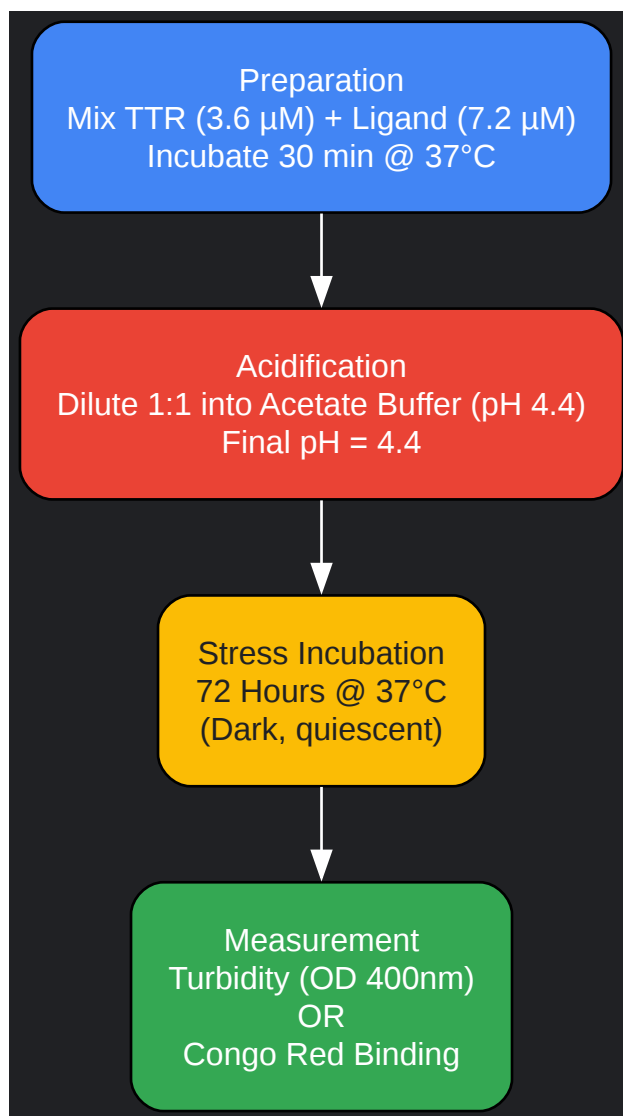 Preparation
Mix TTR (3.6 µM) + Ligand (7.2 µM)
Incubate 30 min @ 37°C
Acidification
Dilute 1:1 into Acetate Buffer (pH 4.4)
Final pH = 4.4
Stress Incubation
72 Hours @ 37°C
(Dark, quiescent)
Measurement
Turbidity (OD 400nm)
OR
Congo Red Binding